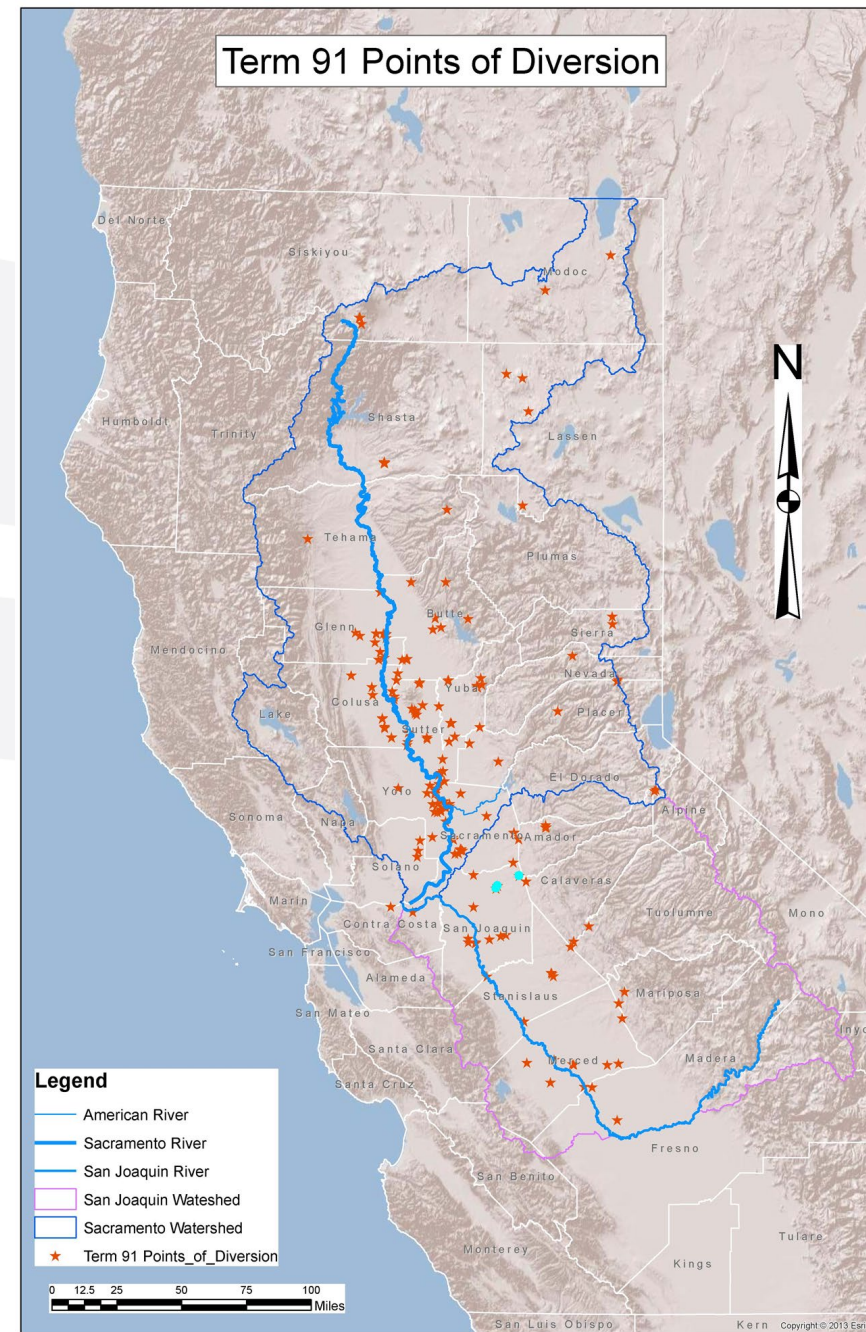 Term 91 Points of Diversion
Del Norte
Siskiyou
Modoc
N
Humboldt
Trinity
Shasta
Lassen
Tehama
Plumas
Mendocino
Glenn
Butte
Sierra
Nevada
Lake
Colusa
Yuba
Placer
Sutter
El Dorado
Sonoma
Napa
Yolo
Sacramento
Amador
Alpine
Solano
Calaveras
Marin
Contra Costa
San Joaquin
Tuolumne
Mono
San Francisco
Alameda
San Mateo
Stanislaus
Mariposa
Santa Clara
Merced
Madera
Inyo
Santa Cruz
Fresno
San Benito
Monterey
Tulare
Kings
San Luis Obispo
Kern
Legend
American River
Sacramento River
San Joaquin River
San Joaquin Wateshed
Sacramento Watershed
Term 91 Points_of_Diversion
0 12.5 25 50 75 100
Miles
Copyright © 2013 Esri